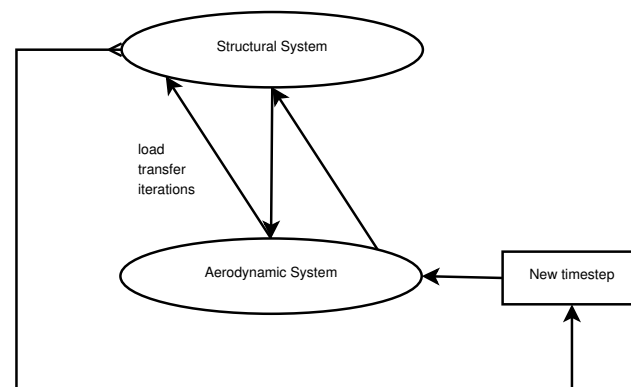 Structural System
load
transfer
iterations
Aerodynamic System
New timestep